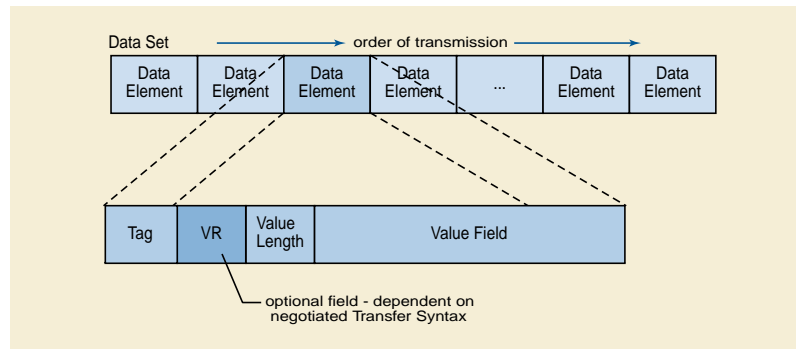 Data Set order of transmission
Data Element
Data Element
Data Element
Data Element
...
Data Element
Data Element
Tag
VR
Value Length
Value Field
optional field - dependent on
negotiated Transfer Syntax